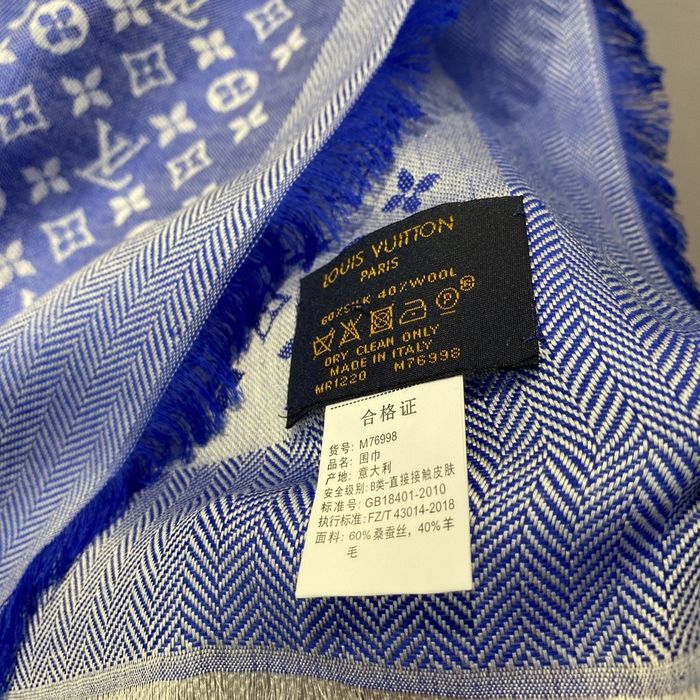 LOUIS VUITTON
PARIS
60%SILK 40%WOOL
DRY CLEAN ONLY
MADE IN ITALY
MR1220 M76998
合格证
货号: M76998
品名: 围巾
产地: 意大利
安全级别: B类-直接接触皮肤
标准号: GB18401-2010
执行标准: FZ/T 43014-2018
面料: 60%桑蚕丝, 40%羊
毛